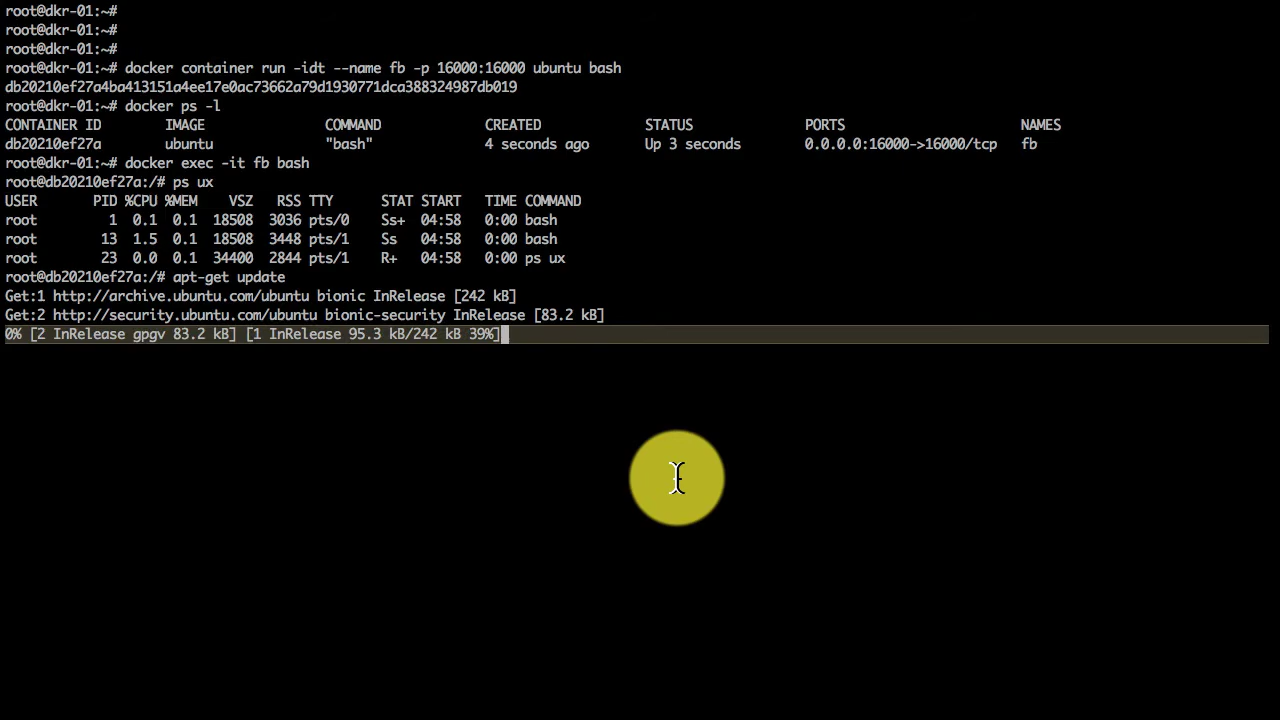 root@dkr-01:~#
root@dkr-01:~#
root@dkr-01:~#
root@dkr-01:~# docker container run -idt --name fb -p 16000:16000 ubuntu bash
db20210ef27a4ba413151a4ee17e0ac73662a79d1930771dca388324987db019
root@dkr-01:~# docker ps -l
CONTAINER ID        IMAGE               COMMAND             CREATED             STATUS              PORTS                      NAMES
db20210ef27a        ubuntu              "bash"              4 seconds ago       Up 3 seconds        0.0.0.0:16000->16000/tcp   fb
root@dkr-01:~# docker exec -it fb bash
root@db20210ef27a:/# ps ux
USER       PID %CPU %MEM    VSZ   RSS TTY      STAT START   TIME COMMAND
root         1  0.1  0.1  18508  3036 pts/0    Ss+  04:58   0:00 bash
root        13  1.5  0.1  18508  3448 pts/1    Ss   04:58   0:00 bash
root        23  0.0  0.1  34400  2844 pts/1    R+   04:58   0:00 ps ux
root@db20210ef27a:/# apt-get update
Get:1 http://archive.ubuntu.com/ubuntu bionic InRelease [242 kB]
Get:2 http://security.ubuntu.com/ubuntu bionic-security InRelease [83.2 kB]
0% [2 InRelease gpgv 83.2 kB] [1 InRelease 95.3 kB/242 kB 39%]